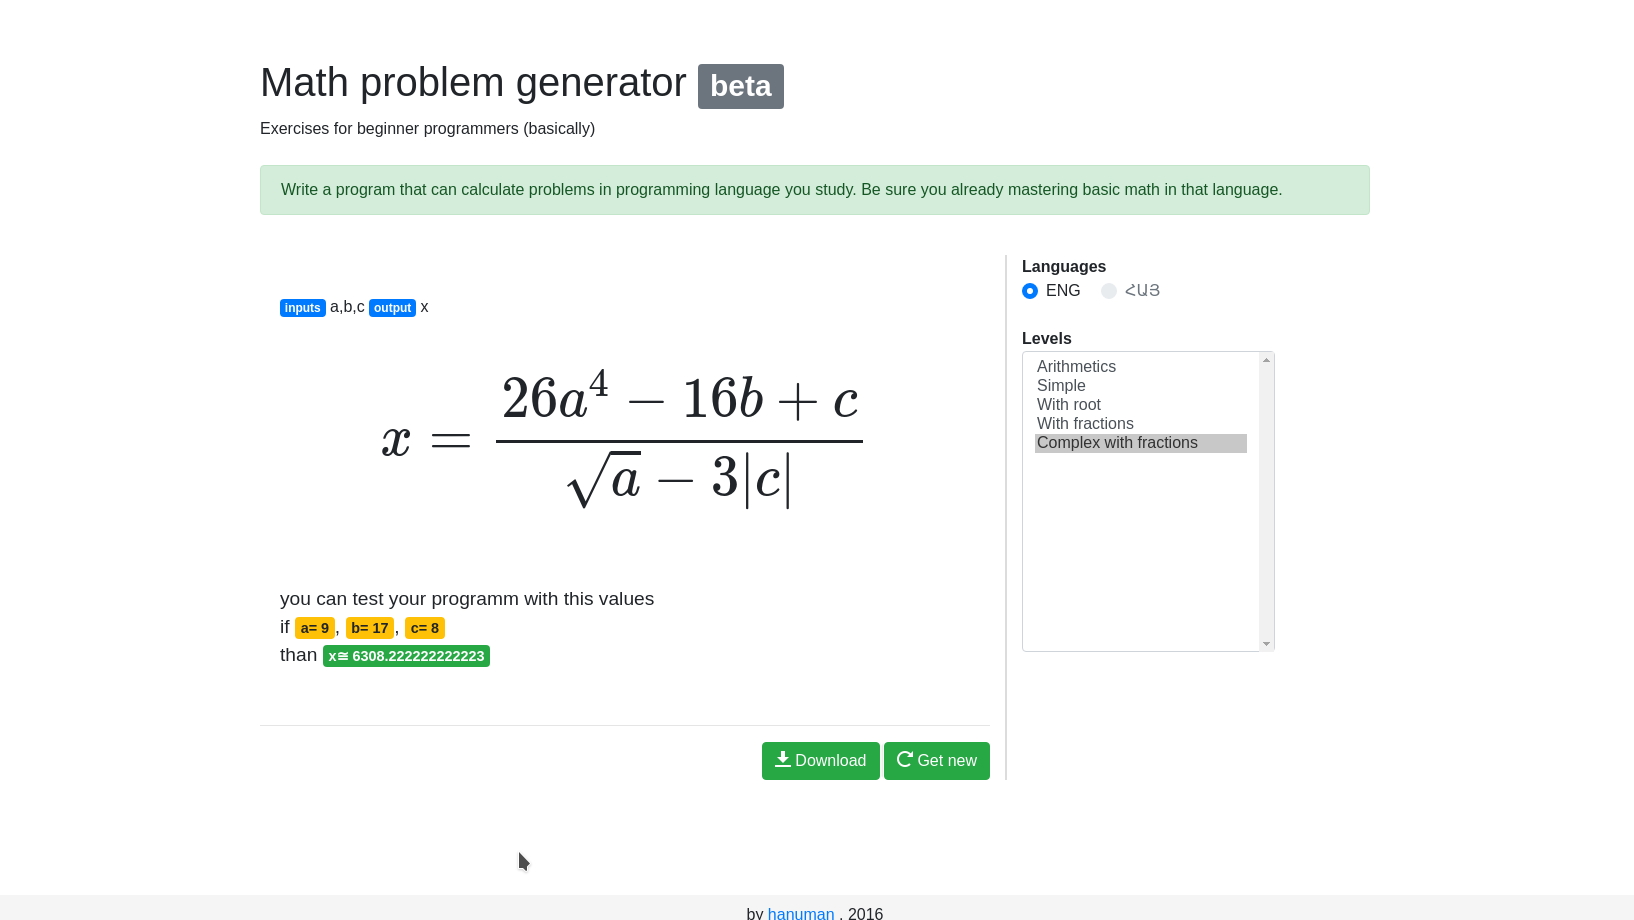 Math problem generator beta
Exercises for beginner programmers (basically)
Write a program that can calculate problems in programming language you study. Be sure you already mastering basic math in that language.
inputs a,b,c output x
x = \frac{26a^4 - 16b + c}{\sqrt{a} - 3|c|}
you can test your programm with this values
if a= 9, b= 17, c= 8
than x≅ 6308.222222222223
Download Get new
Languages
ENG ՀԱՅ
Levels
Arithmetics
Simple
With root
With fractions
Complex with fractions
by hanuman , 2016